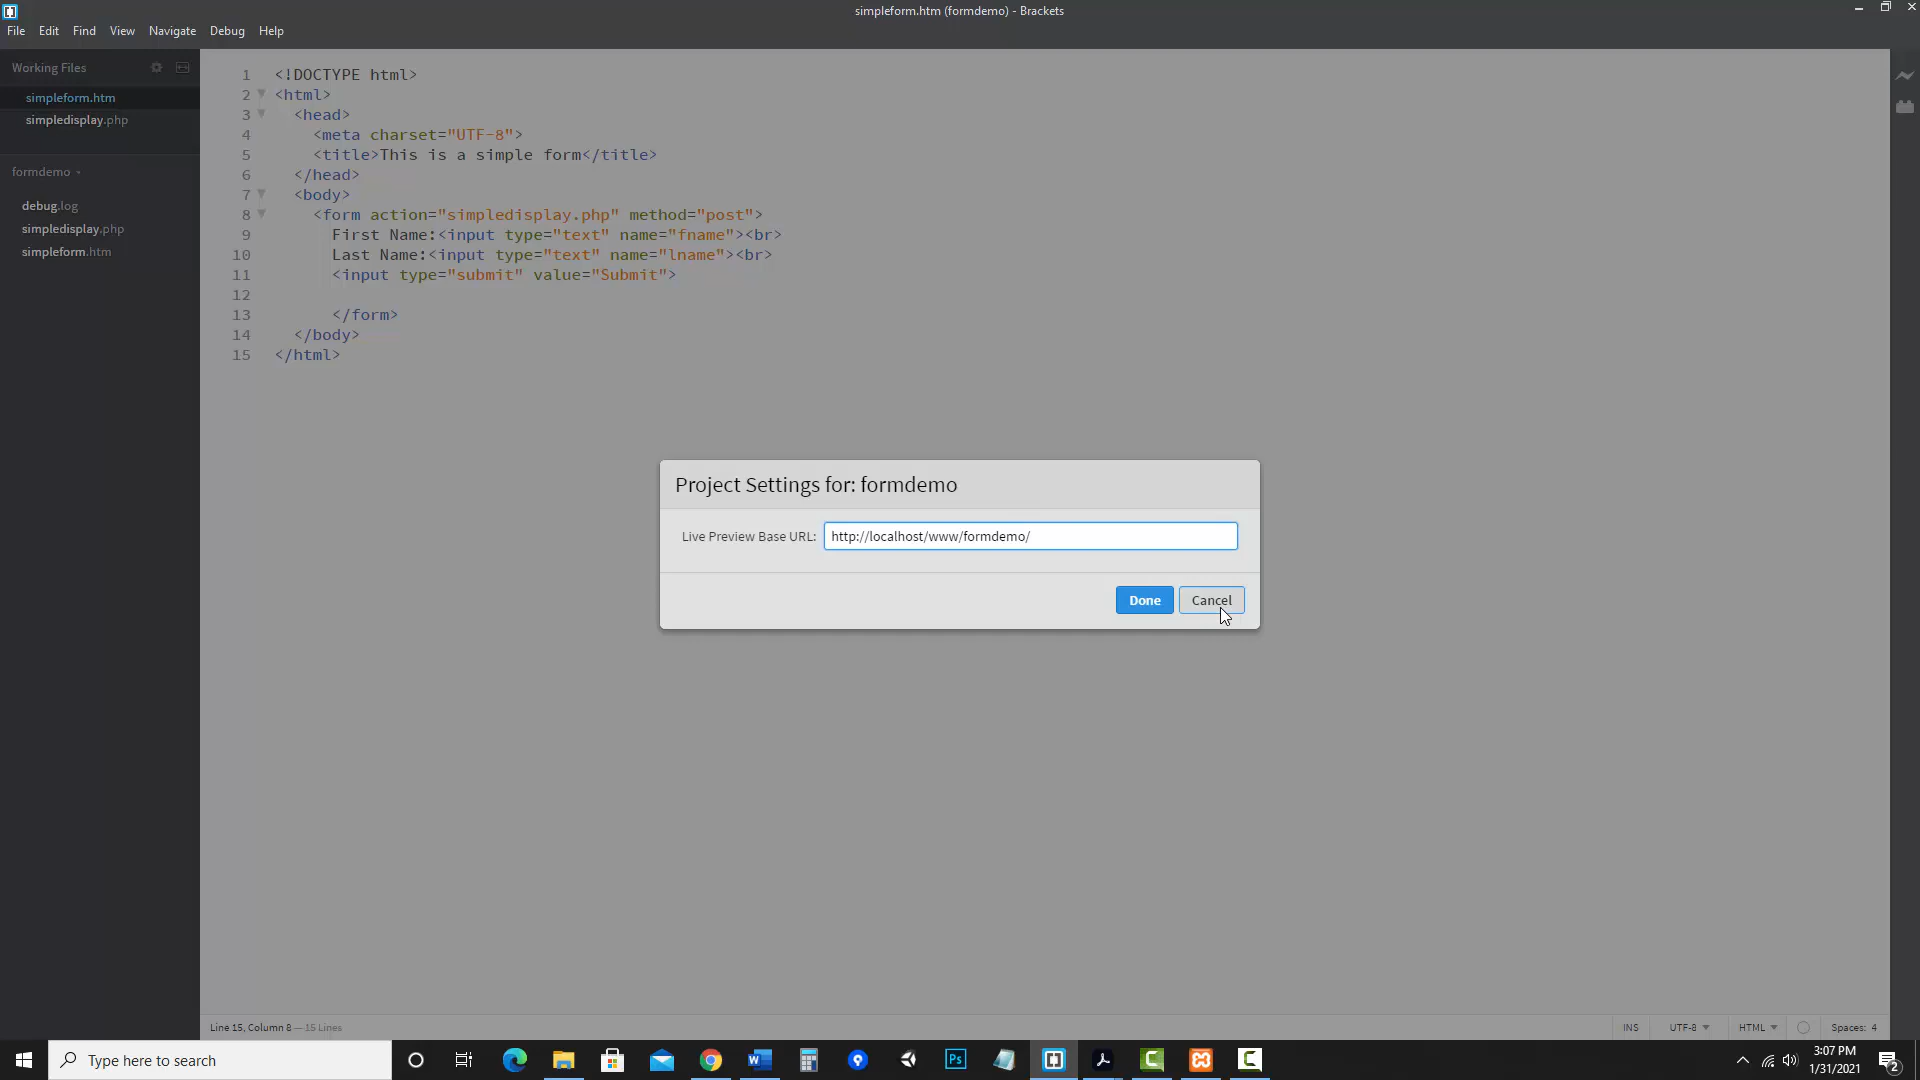 simpleform.htm (formdemo) - Brackets
File Edit Find View Navigate Debug Help
Working Files
simpleform.htm
simpledisplay.php
formdemo
debug.log
simpledisplay.php
simpleform.htm
1 <!DOCTYPE html>
2 <html>
3 <head>
4 <meta charset="UTF-8">
5 <title>This is a simple form</title>
6 </head>
7 <body>
8 <form action="simpledisplay.php" method="post">
9 First Name:<input type="text" name="fname"><br>
10 Last Name:<input type="text" name="lname"><br>
11 <input type="submit" value="Submit">
12
13 </form>
14 </body>
15 </html>
Project Settings for: formdemo
Live Preview Base URL: http://localhost/www/formdemo/
Done Cancel
Line 15, Column 8 — 15 Lines
INS UTF-8 HTML Spaces: 4
Type here to search
W
Ps
3:07 PM
1/31/2021
2